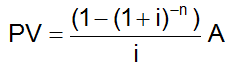 PV = (1-(1+i)^-n ) / i A